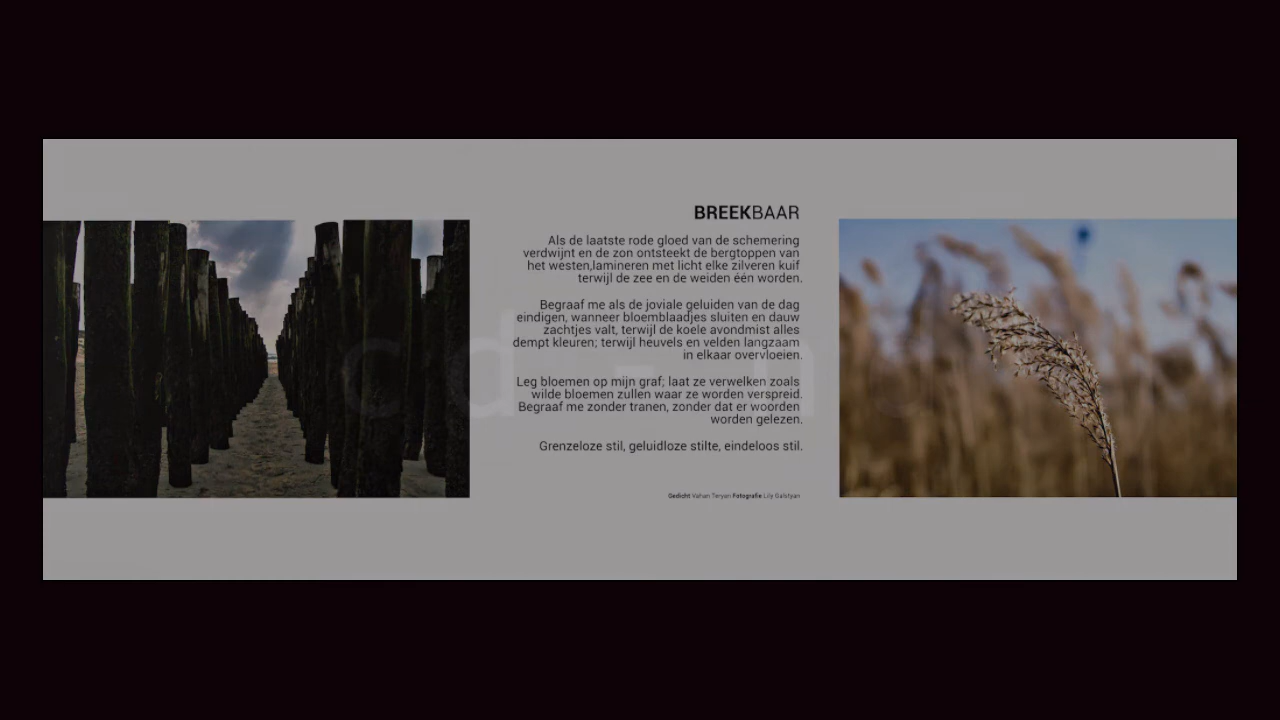 BREEKBAAR
Als de laatste rode gloed van de schemering
verdwijnt en de zon ontsteekt de bergtoppen van
het westen,lamineren met licht elke zilveren kuif
terwijl de zee en de weiden één worden.
Begraaf me als de joviale geluiden van de dag
eindigen, wanneer bloemblaadjes sluiten en dauw
zachtjes valt, terwijl de koele avondmist alles
dempt kleuren; terwijl heuvels en velden langzaam
in elkaar overvloeien.
Leg bloemen op mijn graf; laat ze verwelken zoals
wilde bloemen zullen waar ze worden verspreid.
Begraaf me zonder tranen, zonder dat er woorden
worden gelezen.
Grenzeloze stil, geluidloze stilte, eindeloos stil.
Gedicht Vahan Teryan Fotografie Lily Galstyan